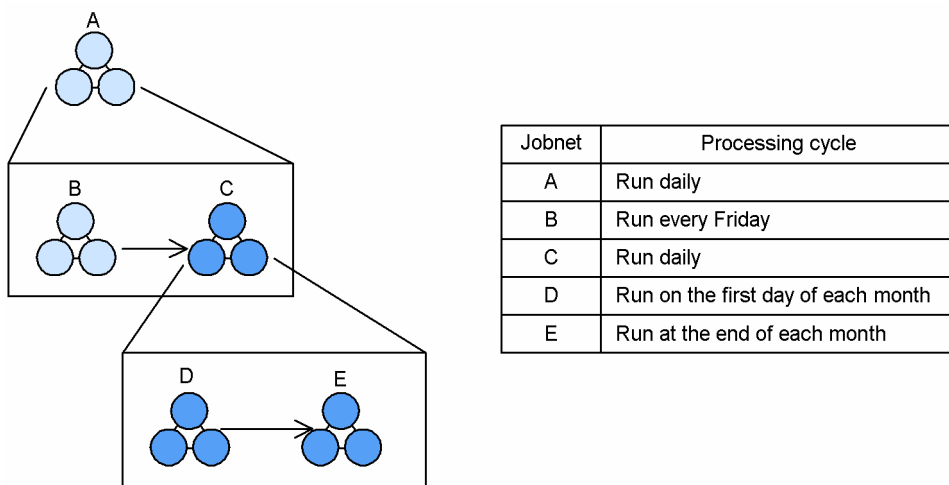 A
B
C
D
E
Jobnet Processing cycle
A Run daily
B Run every Friday
C Run daily
D Run on the first day of each month
E Run at the end of each month